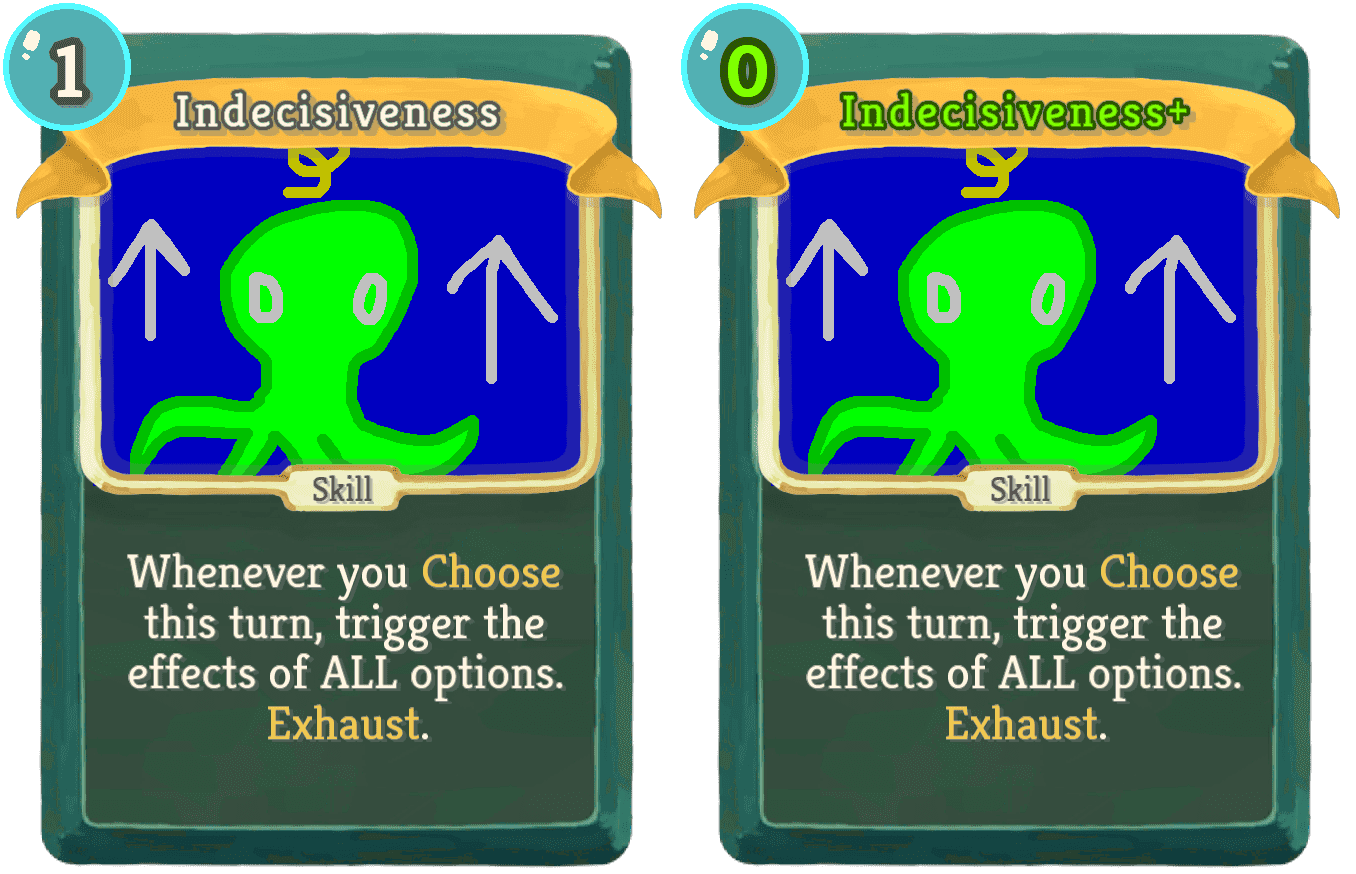 1
Indecisiveness
Skill
Whenever you Choose
this turn, trigger the
effects of ALL options.
Exhaust.
0
Indecisiveness+
Skill
Whenever you Choose
this turn, trigger the
effects of ALL options.
Exhaust.